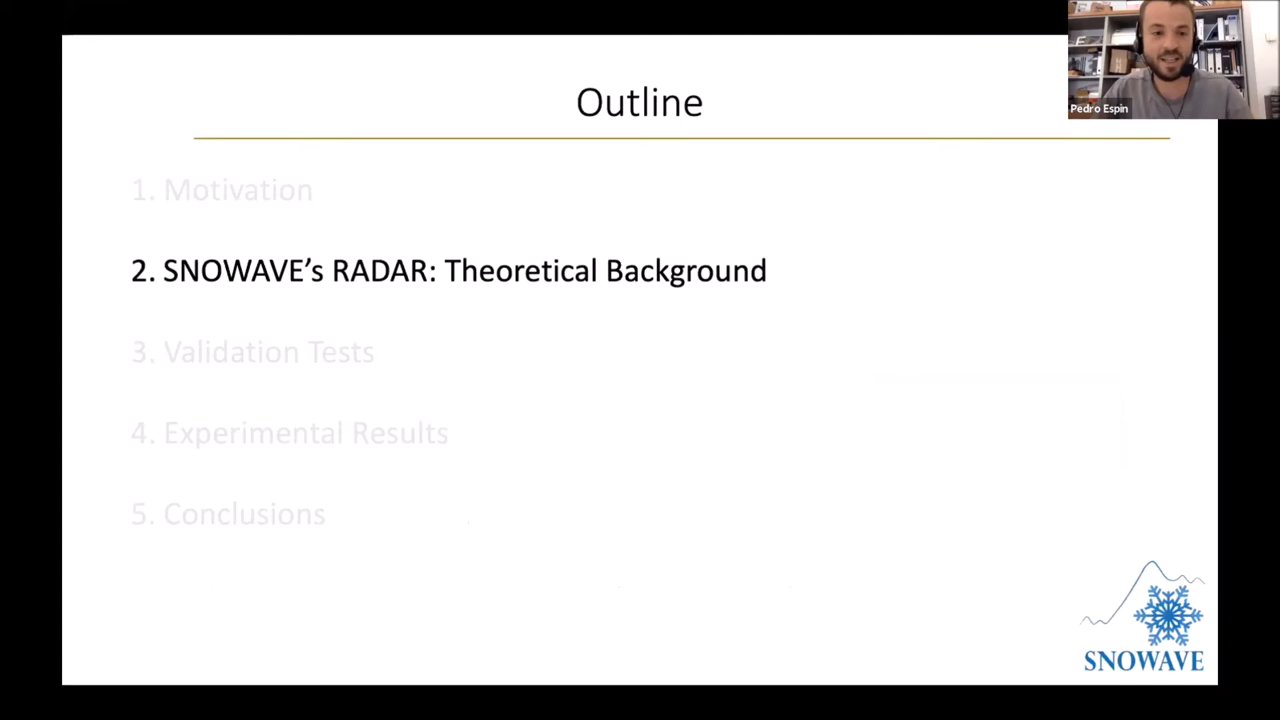 Outline
Pedro Espin
1. Motivation
2. SNOWAVE’s RADAR: Theoretical Background
3. Validation Tests
4. Experimental Results
5. Conclusions
SNOWAVE